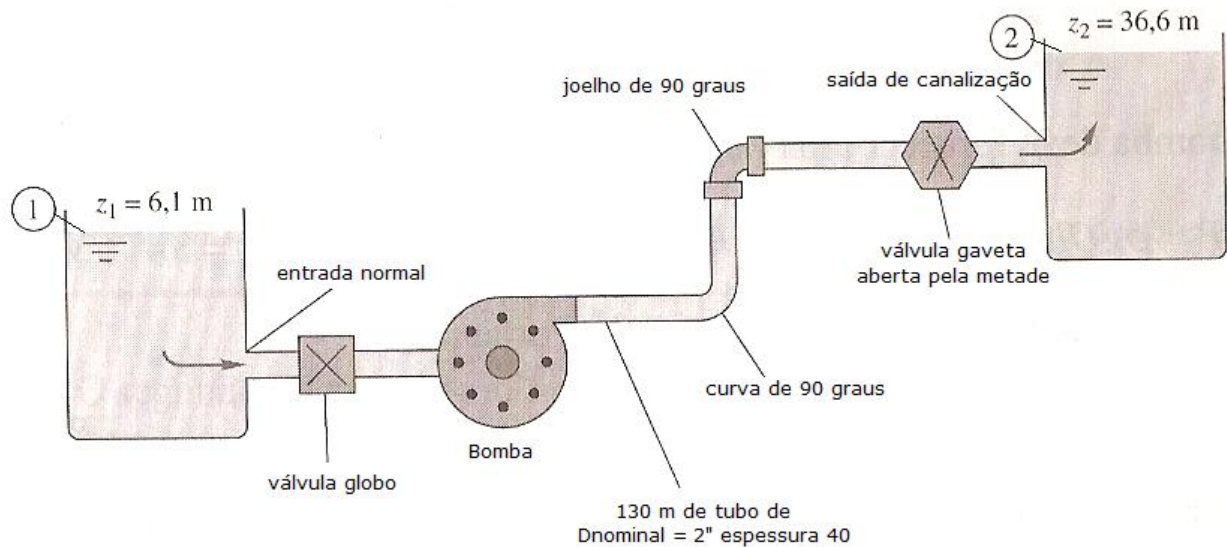 2
z₂ = 36,6 m
saída de canalização
joelho de 90 graus
1
z₁ = 6,1 m
entrada normal
válvula gaveta
aberta pela metade
curva de 90 graus
Bomba
válvula globo
130 m de tubo de
Dnominal = 2" espessura 40